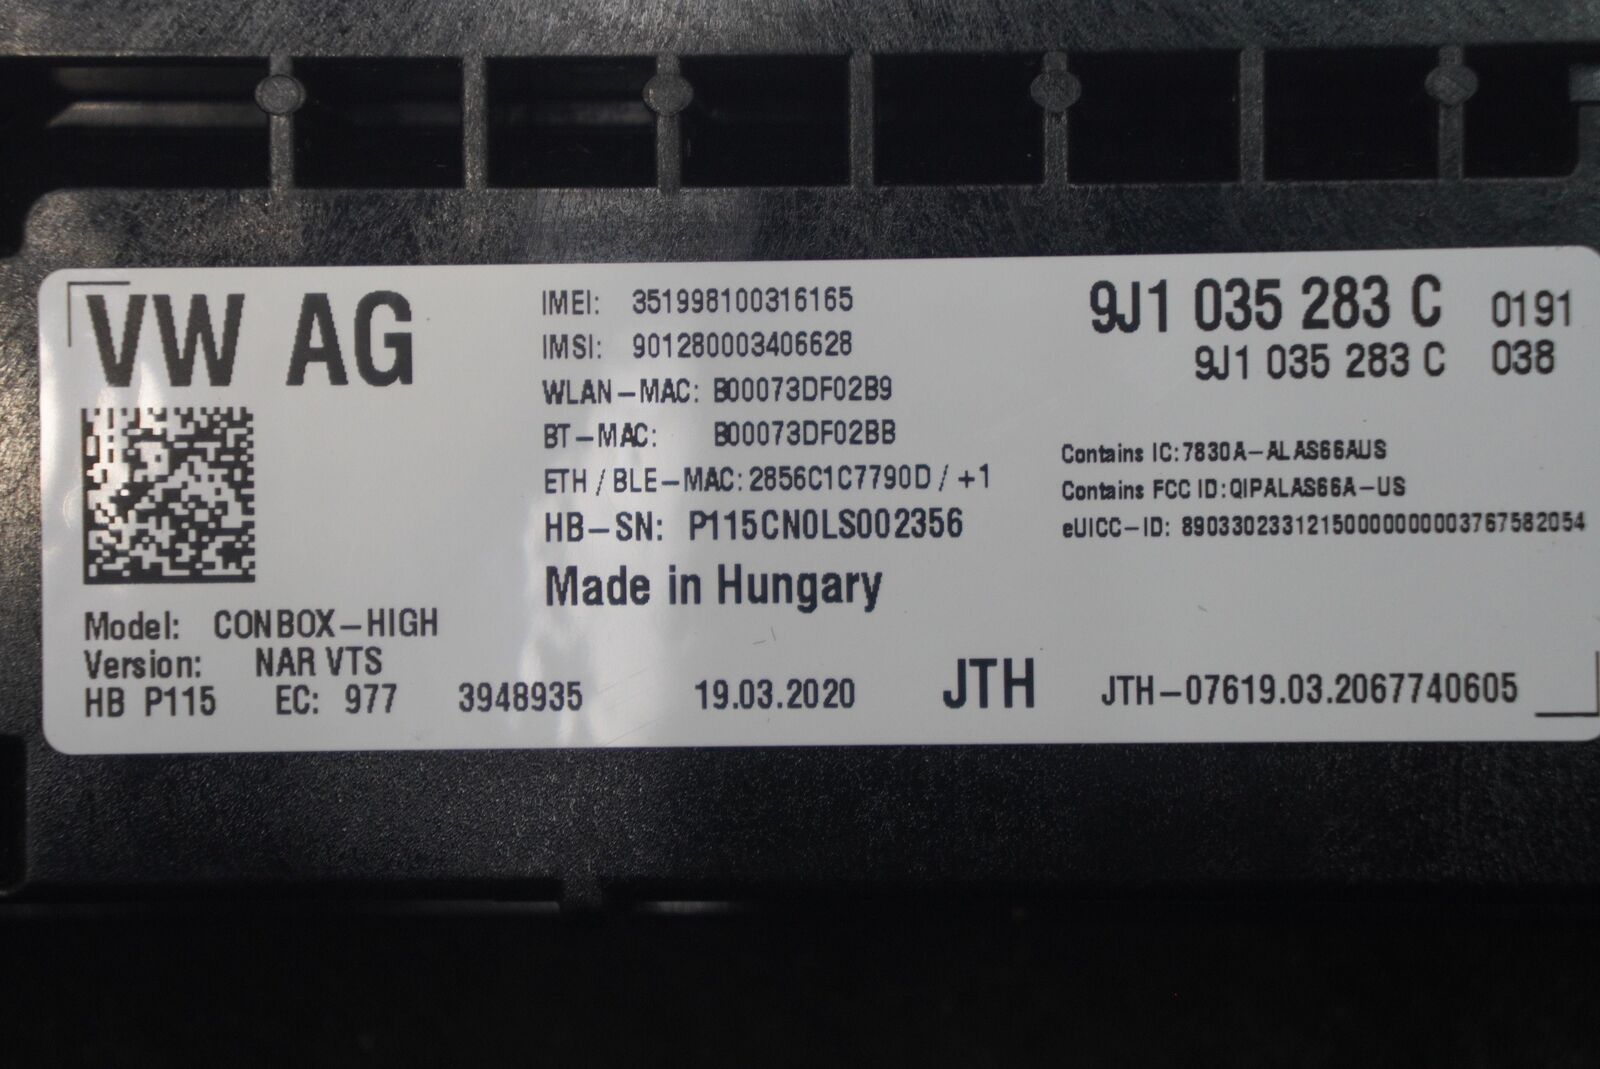 VW AG
IMEI: 351998100316165
IMSI: 901280003406628
WLAN-MAC: B00073DF02B9
BT-MAC: B00073DF02BB
ETH / BLE-MAC: 2856C1C7790D / +1
HB-SN: P115CN0LS002356
Made in Hungary
9J1 035 283 C 0191
9J1 035 283 C 038
Contains IC: 7830A-ALAS66AUS
Contains FCC ID: QIPALAS66A-US
eUICC-ID: 89033023312150000000003767582054
Model: CONBOX-HIGH
Version: NAR VTS
HB P115 EC: 977 3948935 19.03.2020 JTH JTH-07619.03.2067740605